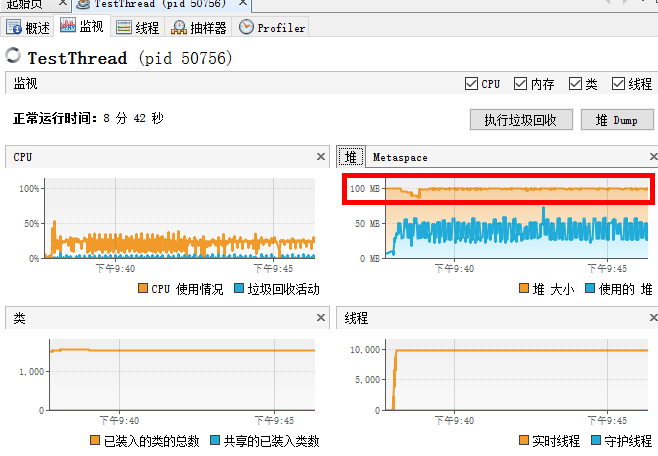 起始页 TestThread (pid 50756)
概述 监视 线程 抽样器 Profiler
TestThread (pid 50756)
监视 CPU 内存 类 线程
正常运行时间: 8 分 42 秒 执行垃圾回收 堆 Dump
CPU
100%
50%
0%
下午9:40 下午9:45
CPU 使用情况 垃圾回收活动
堆 Metaspace
100 MB
50 MB
0 MB
下午9:40 下午9:45
堆 大小 使用的 堆
类
1,000
0
下午9:40 下午9:45
已装入的类的总数 共享的已装入类数
线程
10,000
5,000
0
下午9:40 下午9:45
实时线程 守护线程